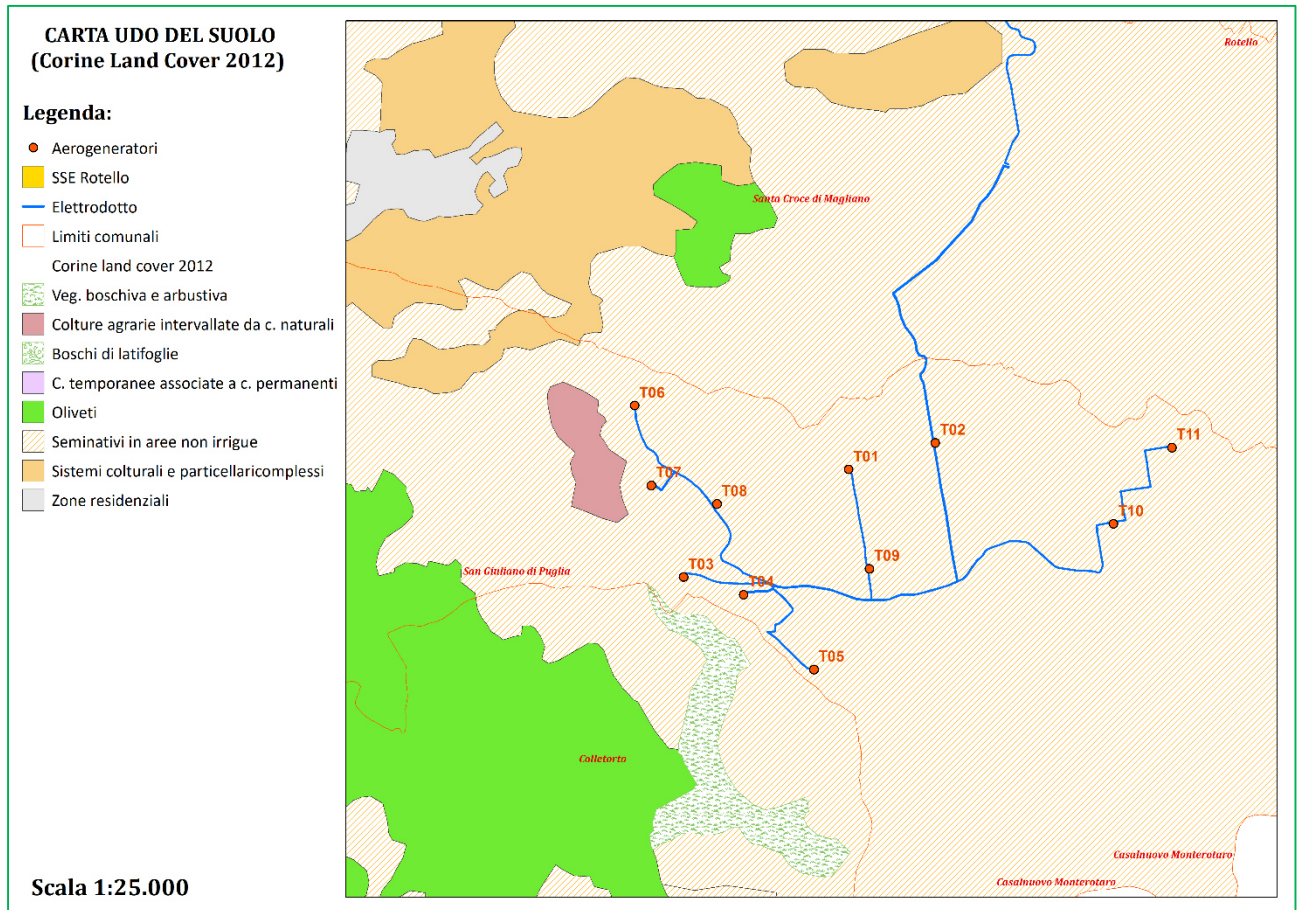 CARTA UDO DEL SUOLO
(Corine Land Cover 2012)
Legenda:
Aerogeneratori
SSE Rotello
Elettrodotto
Limiti comunali
Corine land cover 2012
Veg. boschiva e arbustiva
Colture agrarie intervallate da c. naturali
Boschi di latifoglie
C. temporanee associate a c. permanenti
Oliveti
Seminativi in aree non irrigue
Sistemi colturali e particellaricomplessi
Zone residenziali
Scala 1:25.000
Rotello
Santa Croce di Magliano
T06
T02
T11
T01
T07
T08
T10
T09
San Giuliano di Puglia
T03
T04
T05
Colletorto
Casalnuovo Monterotaro
Casalnuovo Monterotaro